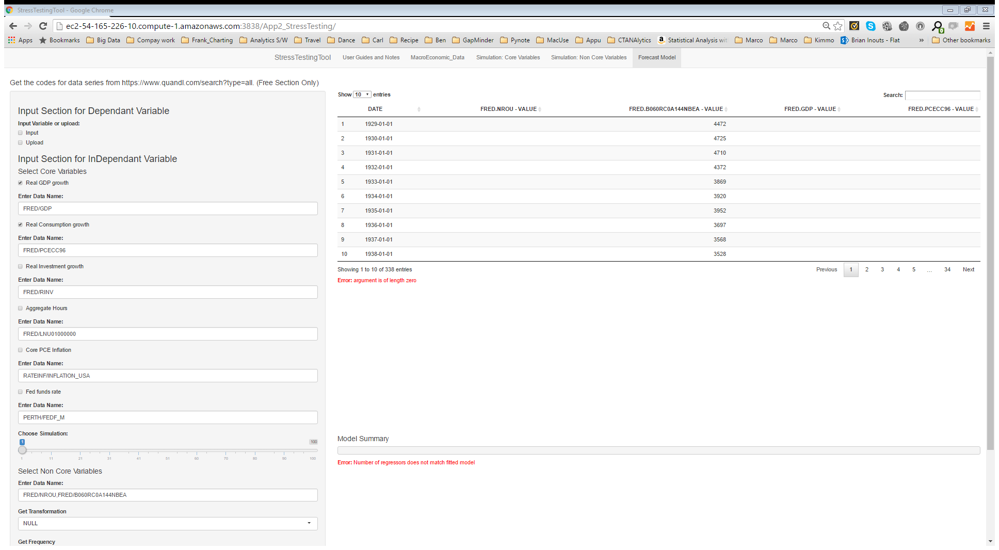 StressTestingTool - Google Chrome
ec2-54-165-226-10.compute-1.amazonaws.com:3838/App2_StressTesting/
Apps Bookmarks Big Data Compay work Frank_Charting Analytics S/W Travel Dance Carl Recipe Ben GapMinder Pynote MacUse Appu CTANAlytics Statistical Analysis wit Marco Marco Kimmo Brian Inouts - Flat » Other bookmarks
StressTestingTool User Guides and Notes MacroEconomic_Data Simulation: Core Variables Simulation: Non Core Variables Forecast Model
Get the codes for data series from https://www.quandl.com/search?type=all. (Free Section Only)
Input Section for Dependant Variable
Input Variable or upload:
Input
Upload
Input Section for InDependant Variable
Select Core Variables
Real GDP growth
Enter Data Name:
FRED/GDP
Real Consumption growth
Enter Data Name:
FRED/PCECC96
Real Investment growth
Enter Data Name:
FRED/RINV
Aggregate Hours
Enter Data Name:
FRED/LNU01000000
Core PCE Inflation
Enter Data Name:
RATEINF/INFLATION_USA
Fed funds rate
Enter Data Name:
PERTH/FEDF_M
Choose Simulation:
1 100
1 11 21 31 41 51 60 70 80 90 100
Select Non Core Variables
Enter Data Name:
FRED/NROU,FRED/B060RC0A144NBEA
Get Transformation
NULL
Get Frequency
Show 10 entries Search:
DATE FRED.NROU - VALUE FRED.B060RC0A144NBEA - VALUE FRED.GDP - VALUE FRED.PCECC96 - VALUE
1 1929-01-01 4472
2 1930-01-01 4725
3 1931-01-01 4710
4 1932-01-01 4372
5 1933-01-01 3869
6 1934-01-01 3920
7 1935-01-01 3952
8 1936-01-01 3697
9 1937-01-01 3568
10 1938-01-01 3528
Showing 1 to 10 of 338 entries Previous 1 2 3 4 5 … 34 Next
Error: argument is of length zero
Model Summary
Error: Number of regressors does not match fitted model